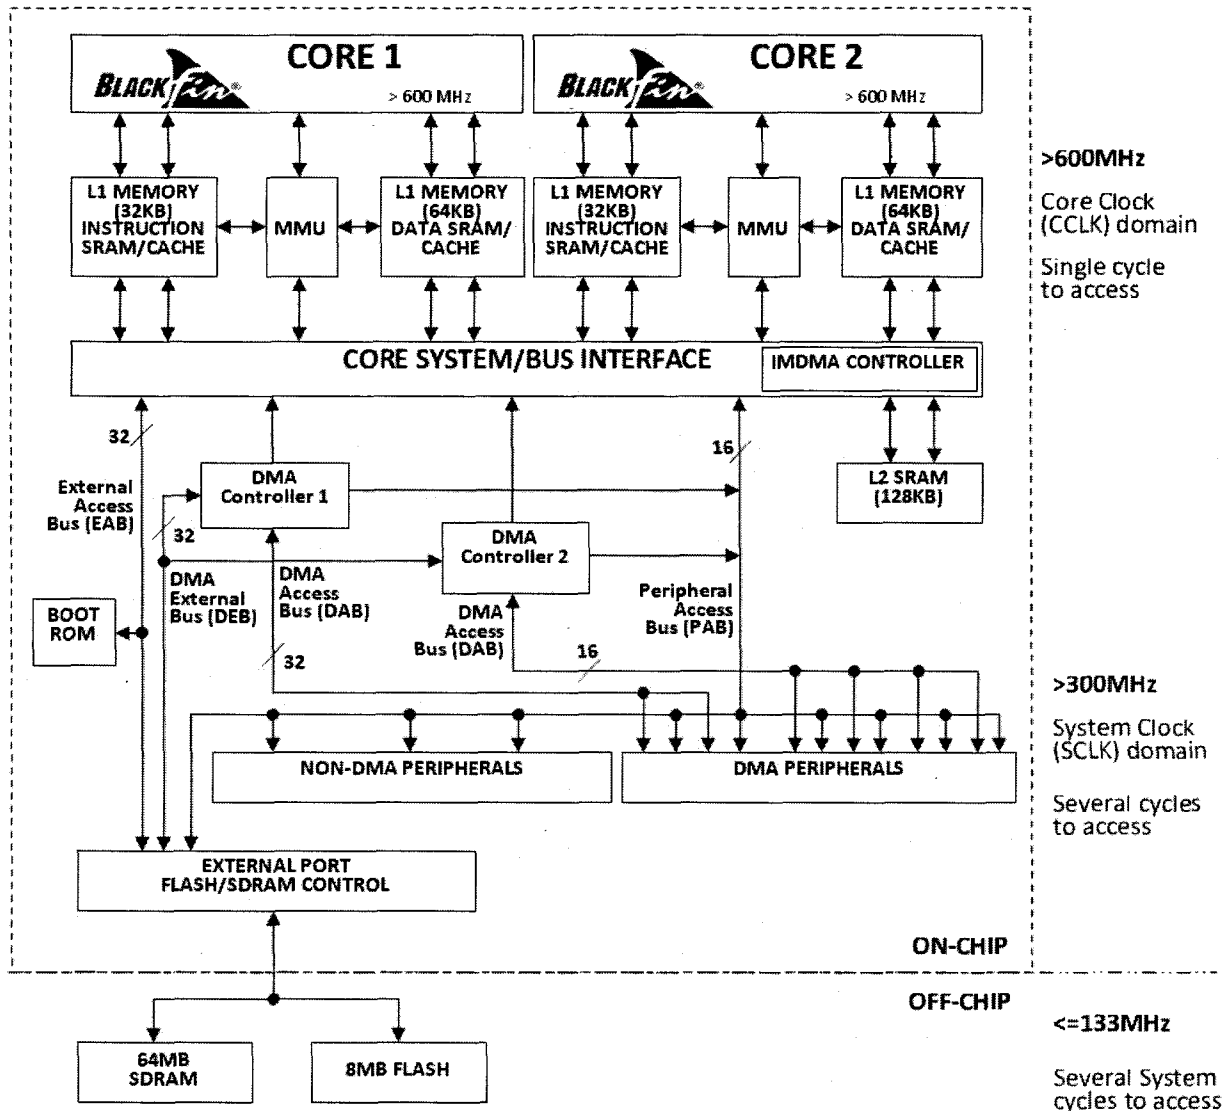 CORE 1
BLACKfin®
> 600 MHz
CORE 2
BLACKfin®
> 600 MHz
L1 MEMORY
(32KB)
INSTRUCTION
SRAM/CACHE
MMU
L1 MEMORY
(64KB)
DATA SRAM/
CACHE
L1 MEMORY
(32KB)
INSTRUCTION
SRAM/CACHE
MMU
L1 MEMORY
(64KB)
DATA SRAM/
CACHE
>600MHz
Core Clock
(CCLK) domain
Single cycle
to access
CORE SYSTEM/BUS INTERFACE
IMDMA CONTROLLER
32
16
External
Access
Bus (EAB)
DMA
Controller 1
L2 SRAM
(128KB)
32
DMA
Controller 2
DMA
External
Bus (DEB)
DMA
Access
Bus (DAB)
DMA
Access
Bus (DAB)
Peripheral
Access
Bus (PAB)
BOOT
ROM
32
16
>300MHz
System Clock
(SCLK) domain
Several cycles
to access
NON-DMA PERIPHERALS
DMA PERIPHERALS
EXTERNAL PORT
FLASH/SDRAM CONTROL
ON-CHIP
OFF-CHIP
64MB
SDRAM
8MB FLASH
<=133MHz
Several System
cycles to access